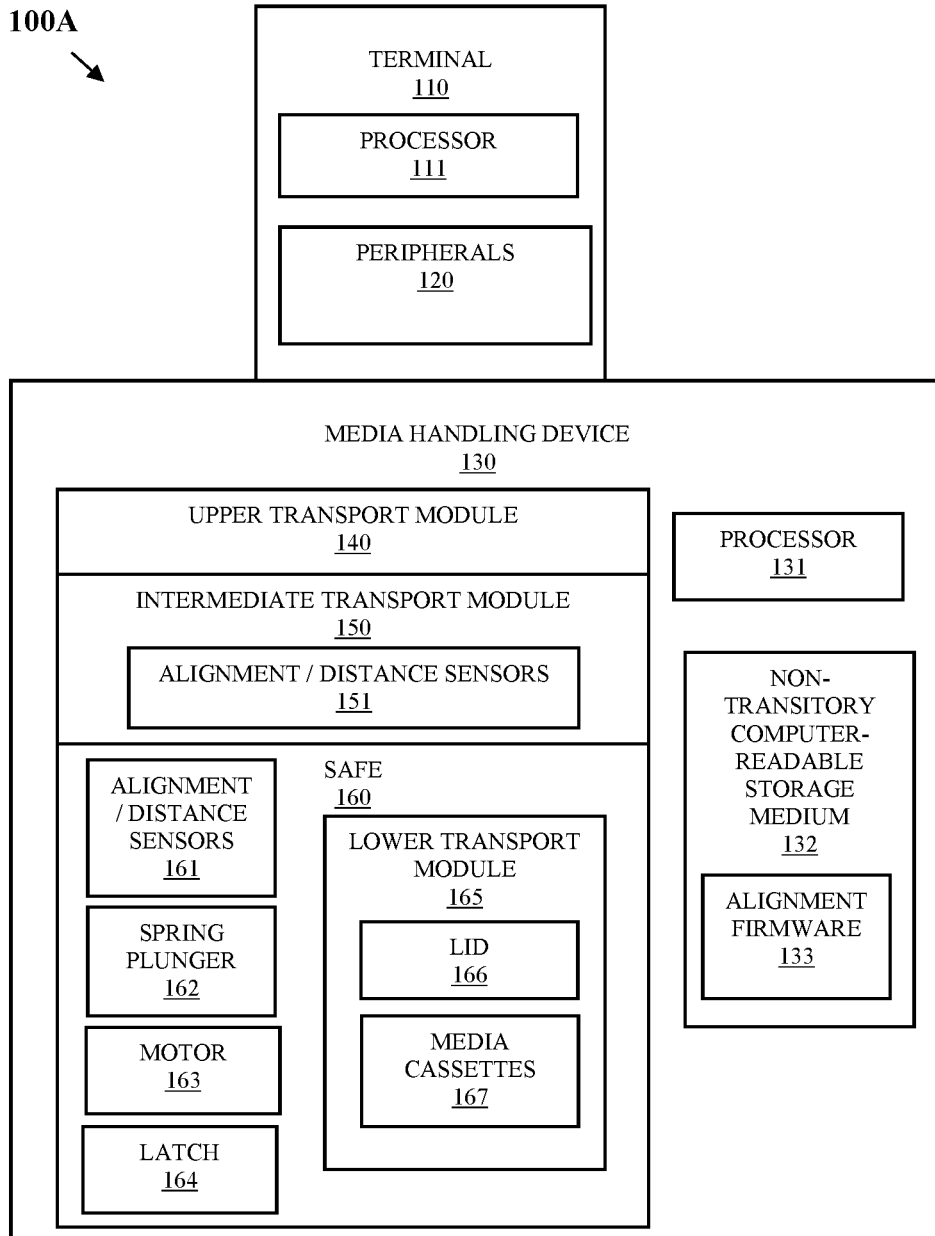 100A
TERMINAL
110
PROCESSOR
111
PERIPHERALS
120
MEDIA HANDLING DEVICE
130
UPPER TRANSPORT MODULE
140
INTERMEDIATE TRANSPORT MODULE
150
ALIGNMENT / DISTANCE SENSORS
151
SAFE
160
ALIGNMENT
/ DISTANCE
SENSORS
161
SPRING
PLUNGER
162
MOTOR
163
LATCH
164
LOWER TRANSPORT
MODULE
165
LID
166
MEDIA
CASSETTES
167
PROCESSOR
131
NON-
TRANSITORY
COMPUTER-
READABLE
STORAGE
MEDIUM
132
ALIGNMENT
FIRMWARE
133